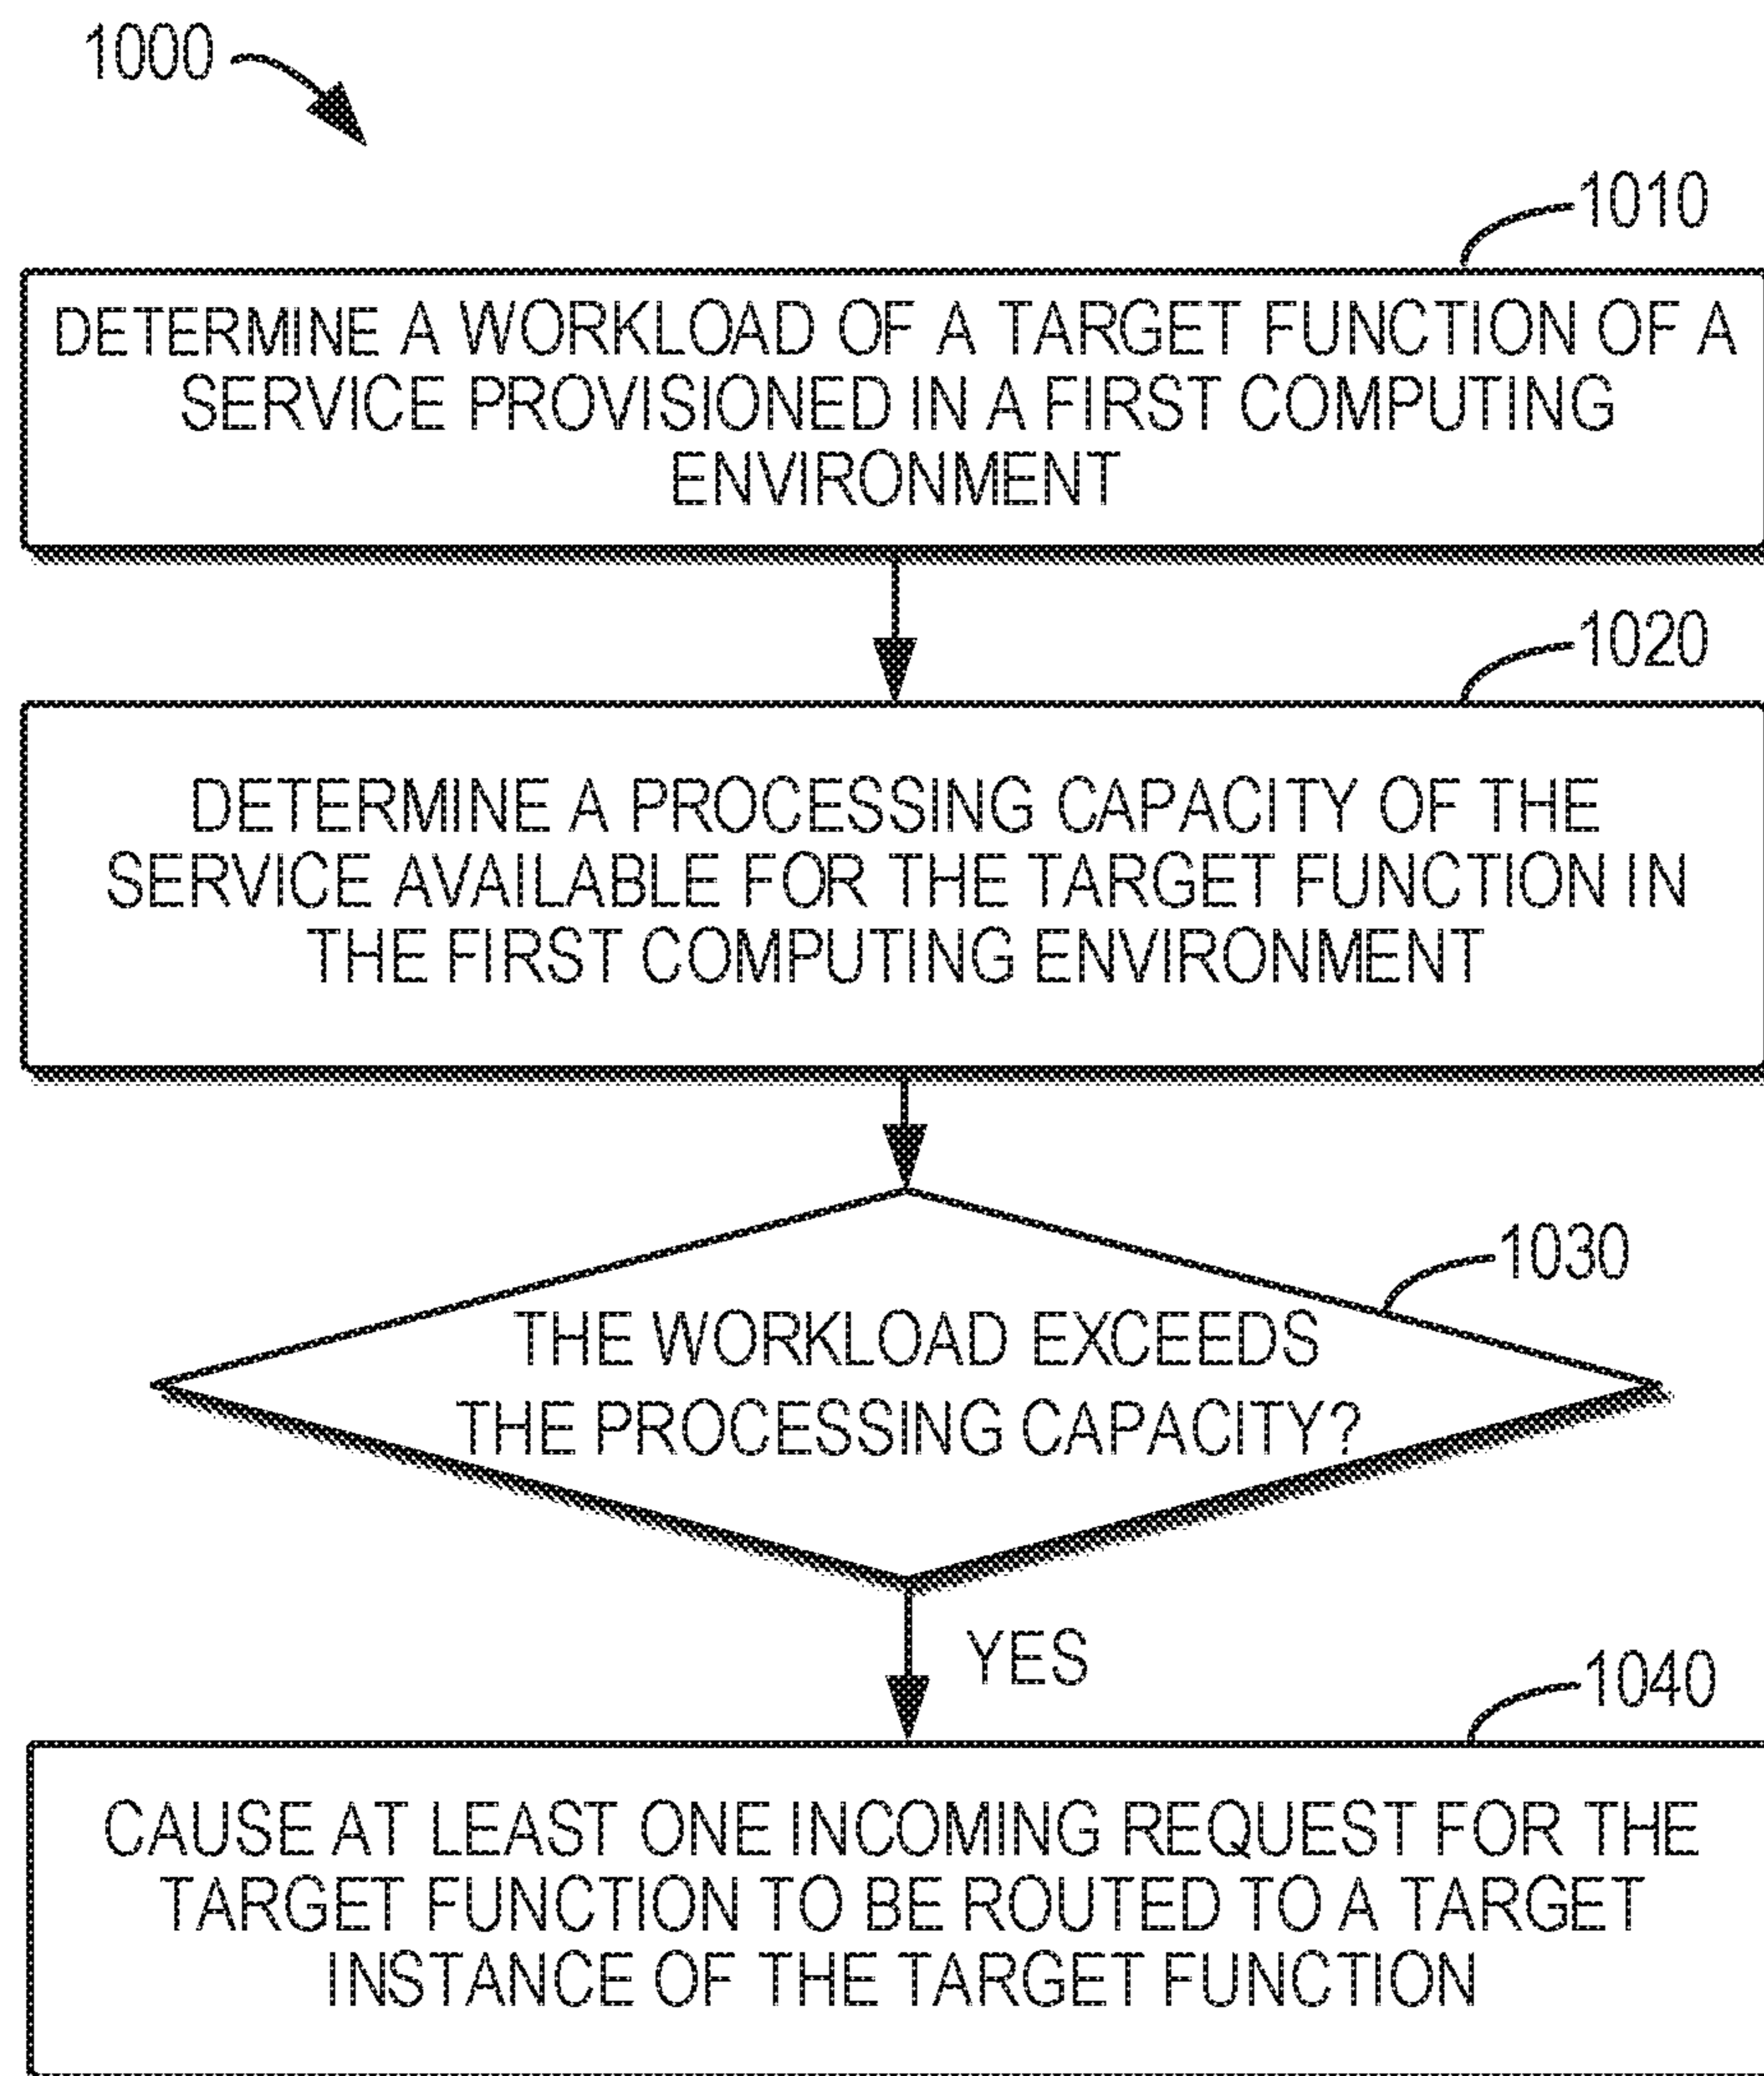 1000
1010
DETERMINE A WORKLOAD OF A TARGET FUNCTION OF A
SERVICE PROVISIONED IN A FIRST COMPUTING
ENVIRONMENT
1020
DETERMINE A PROCESSING CAPACITY OF THE
SERVICE AVAILABLE FOR THE TARGET FUNCTION IN
THE FIRST COMPUTING ENVIRONMENT
1030
THE WORKLOAD EXCEEDS
THE PROCESSING CAPACITY?
YES
1040
CAUSE AT LEAST ONE INCOMING REQUEST FOR THE
TARGET FUNCTION TO BE ROUTED TO A TARGET
INSTANCE OF THE TARGET FUNCTION